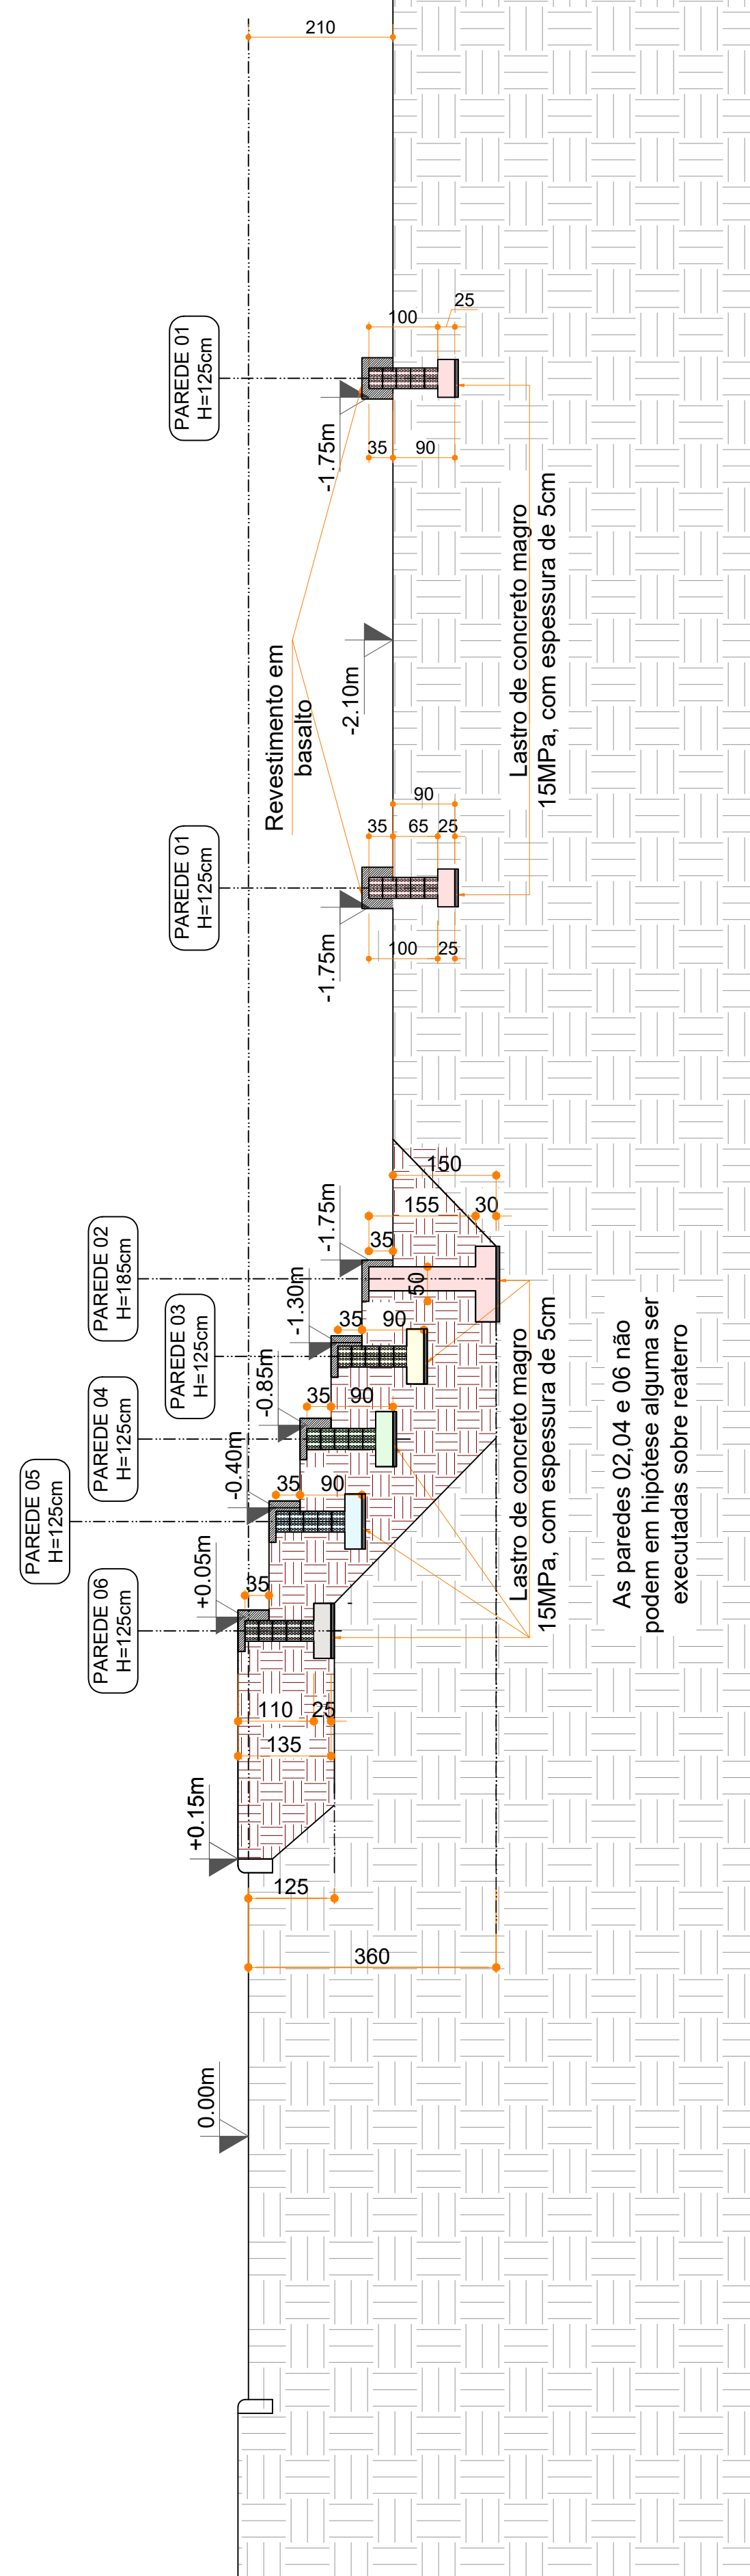 210
PAREDE 01
H=125cm
100
25
-1.75m
35
90
Revestimento em
basalto
-2.10m
Lastro de concreto magro
15MPa, com espessura de 5cm
90
35
65
25
PAREDE 01
H=125cm
-1.75m
100
25
150
155
30
35
-1.75m
PAREDE 02
H=185cm
50
-1.30m
35
90
PAREDE 03
H=125cm
-0.85m
35
90
PAREDE 04
H=125cm
-0.40m
35
90
PAREDE 05
H=125cm
+0.05m
35
PAREDE 06
H=125cm
Lastro de concreto magro
15MPa, com espessura de 5cm
As paredes 02,04 e 06 não
podem em hipótese alguma ser
executadas sobre reaterro
110
25
135
+0.15m
125
360
0.00m